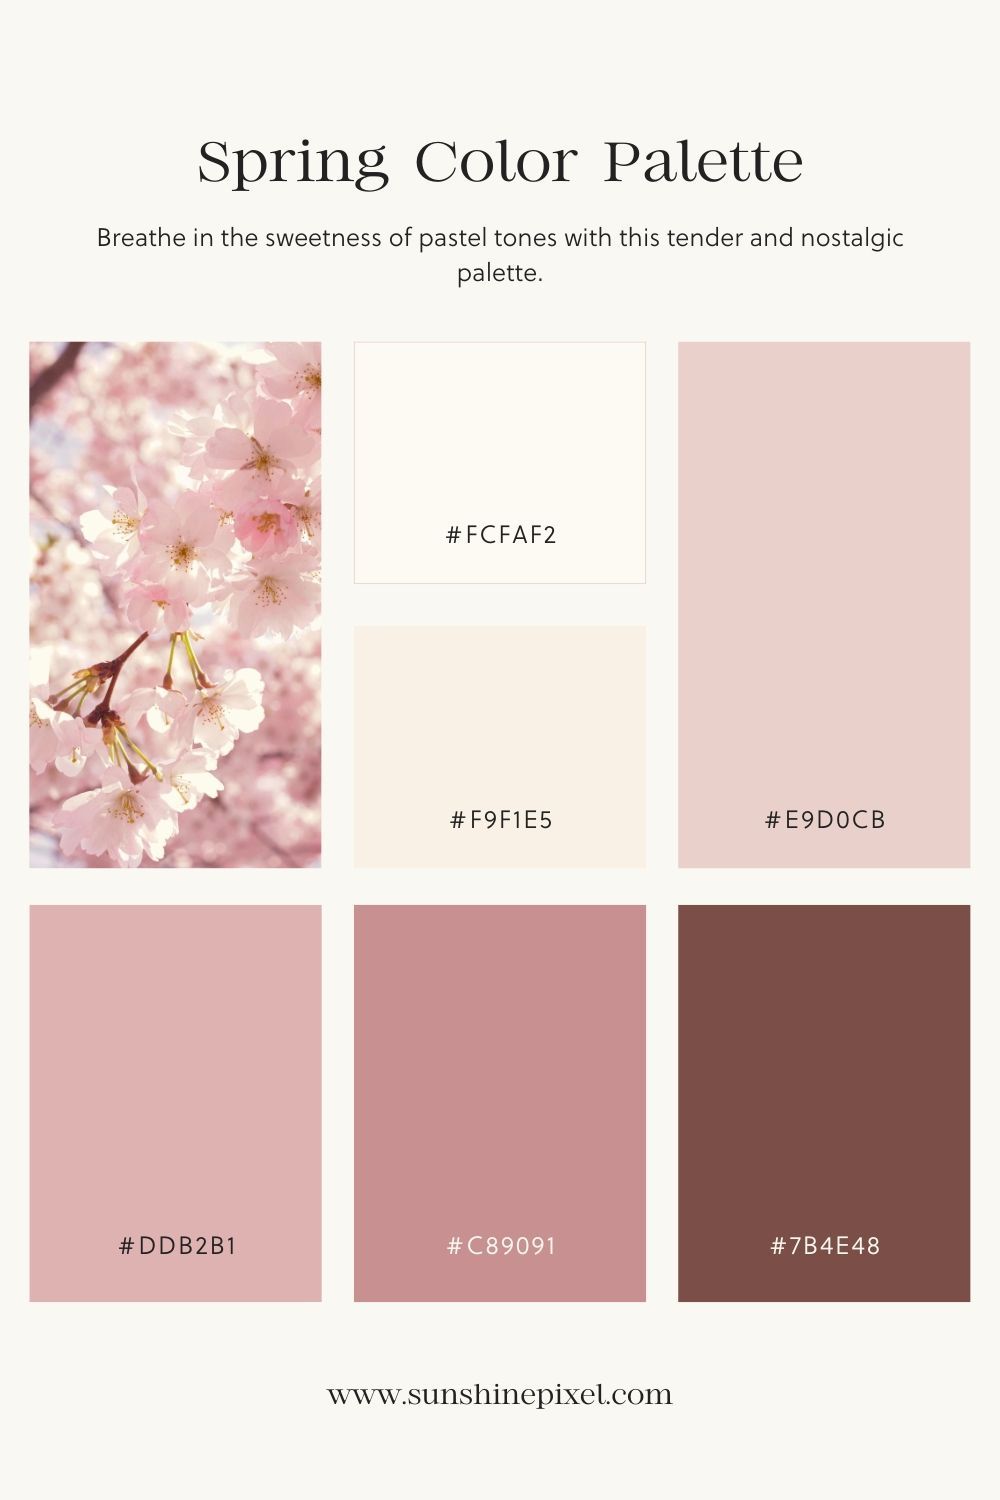 Spring Color Palette
Breathe in the sweetness of pastel tones with this tender and nostalgic
palette.
#FCFAF2
#F9F1E5
#E9D0CB
#DDB2B1
#C89091
#7B4E48
www.sunshinepixel.com